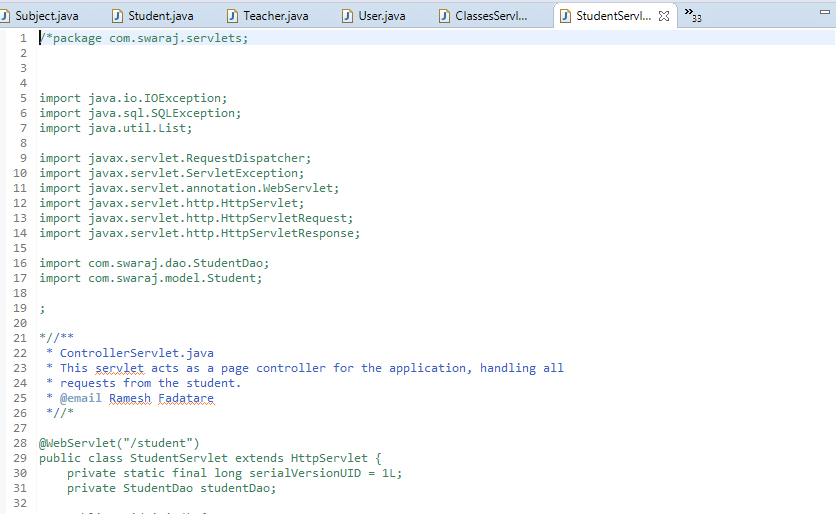 Subject.java Student.java Teacher.java User.java ClassesServl... StudentServl... »33
1 /*package com.swaraj.servlets;
2
3
4
5 import java.io.IOException;
6 import java.sql.SQLException;
7 import java.util.List;
8
9 import javax.servlet.RequestDispatcher;
10 import javax.servlet.ServletException;
11 import javax.servlet.annotation.WebServlet;
12 import javax.servlet.http.HttpServlet;
13 import javax.servlet.http.HttpServletRequest;
14 import javax.servlet.http.HttpServletResponse;
15
16 import com.swaraj.dao.StudentDao;
17 import com.swaraj.model.Student;
18
19 ;
20
21 *//**
22  * ControllerServlet.java
23  * This servlet acts as a page controller for the application, handling all
24  * requests from the student.
25  * @email Ramesh Fadatare
26  *//*
27
28 @WebServlet("/student")
29 public class StudentServlet extends HttpServlet {
30     private static final long serialVersionUID = 1L;
31     private StudentDao studentDao;
32